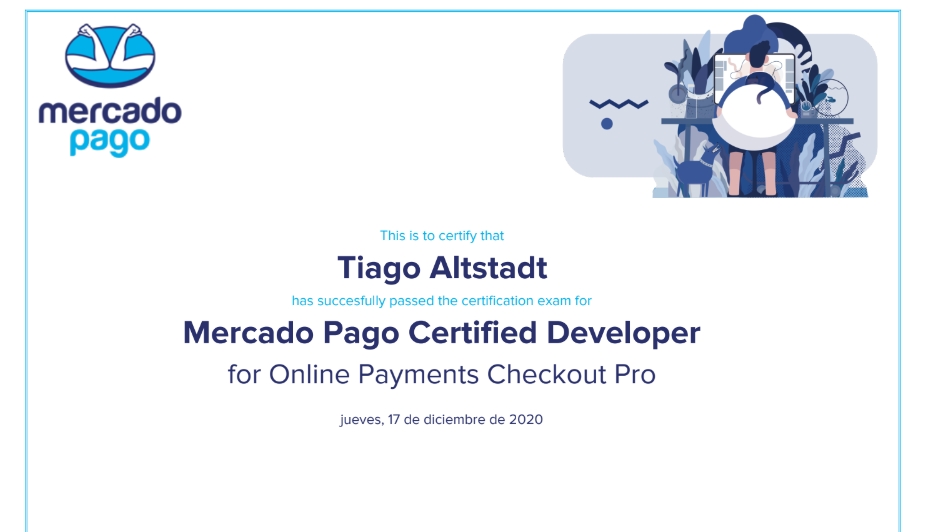 mercado
pago
This is to certify that
Tiago Altstadt
has succesfully passed the certification exam for
Mercado Pago Certified Developer
for Online Payments Checkout Pro
jueves, 17 de diciembre de 2020